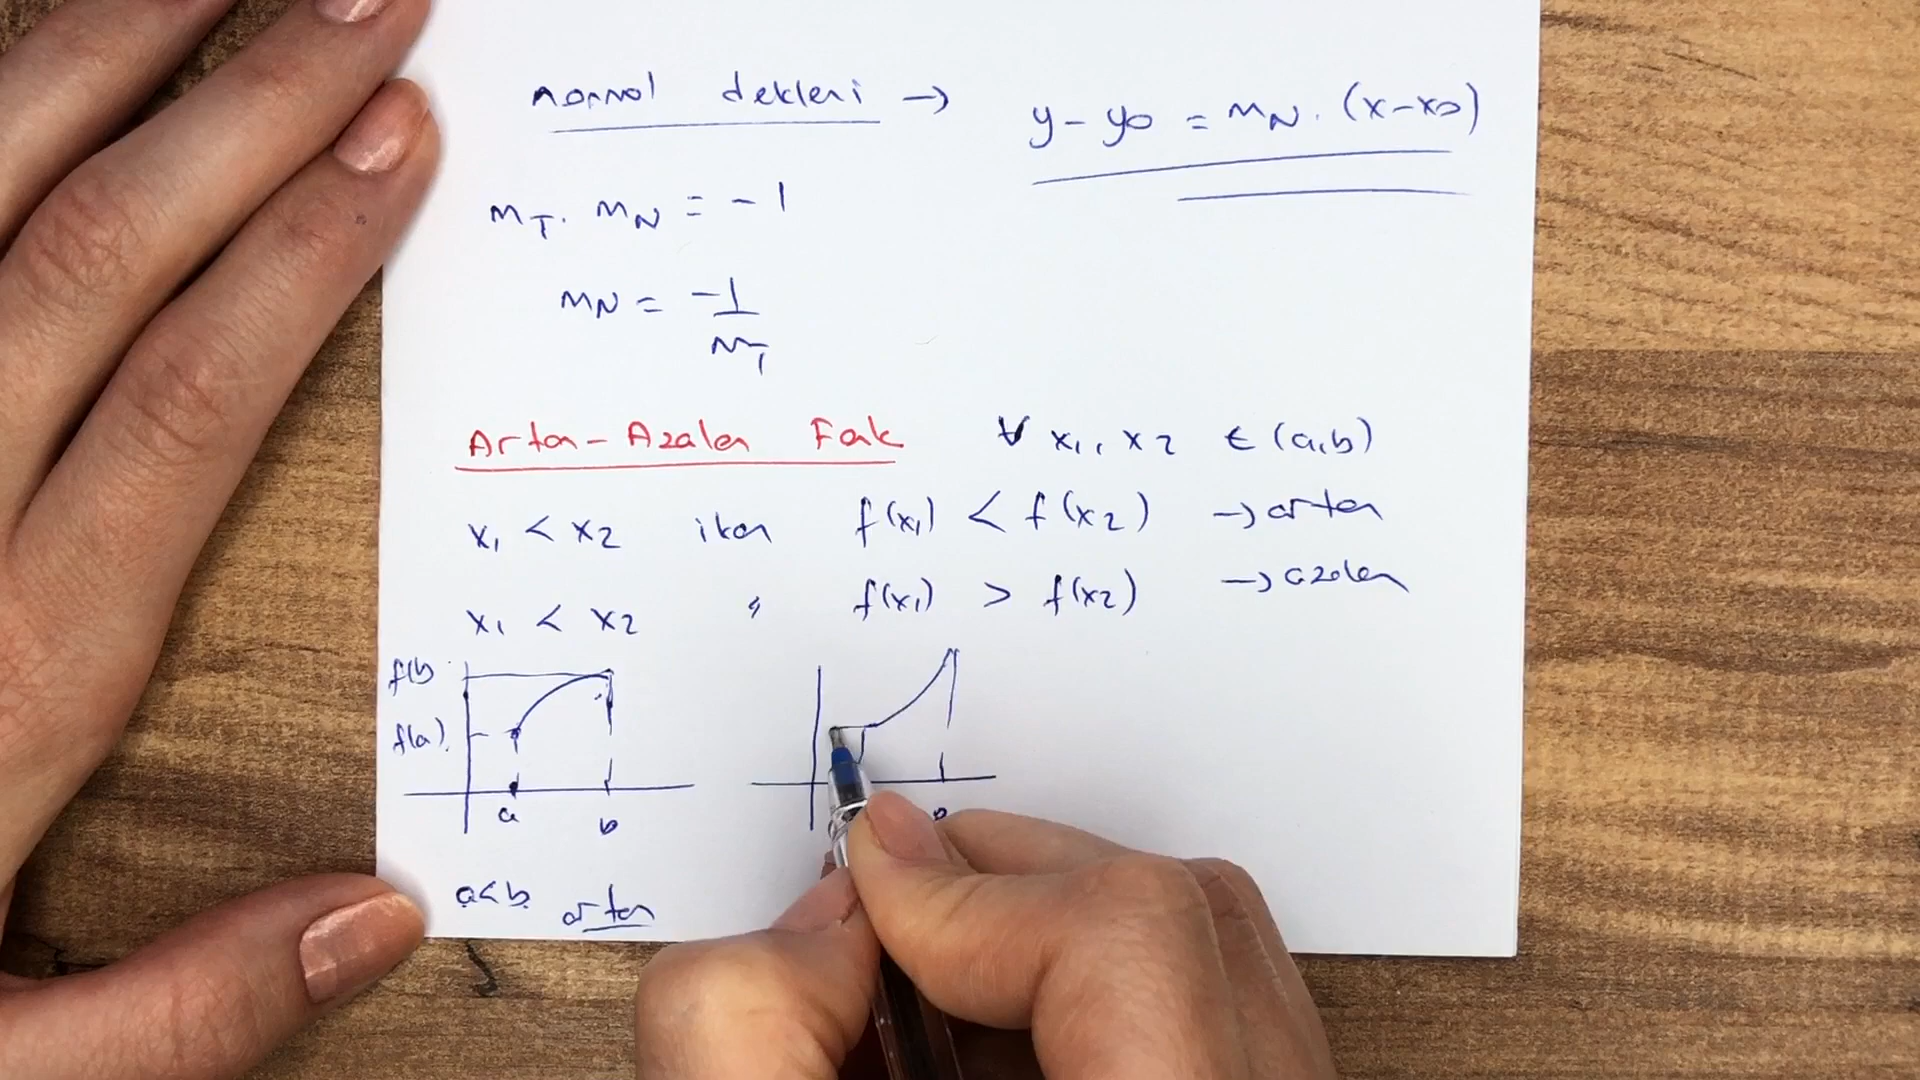 normal dekleri → y-y0 = mN. (x-x0)
mT. mN = -1
mN = -1/mT
Artan-Azalan Fonk ∀ x1, x2 ∈ (a,b)
x1 < x2 iken f(x1) < f(x2) → artan
x1 < x2 " f(x1) > f(x2) → azalan
f(b)
f(a)
a b
a<b artan